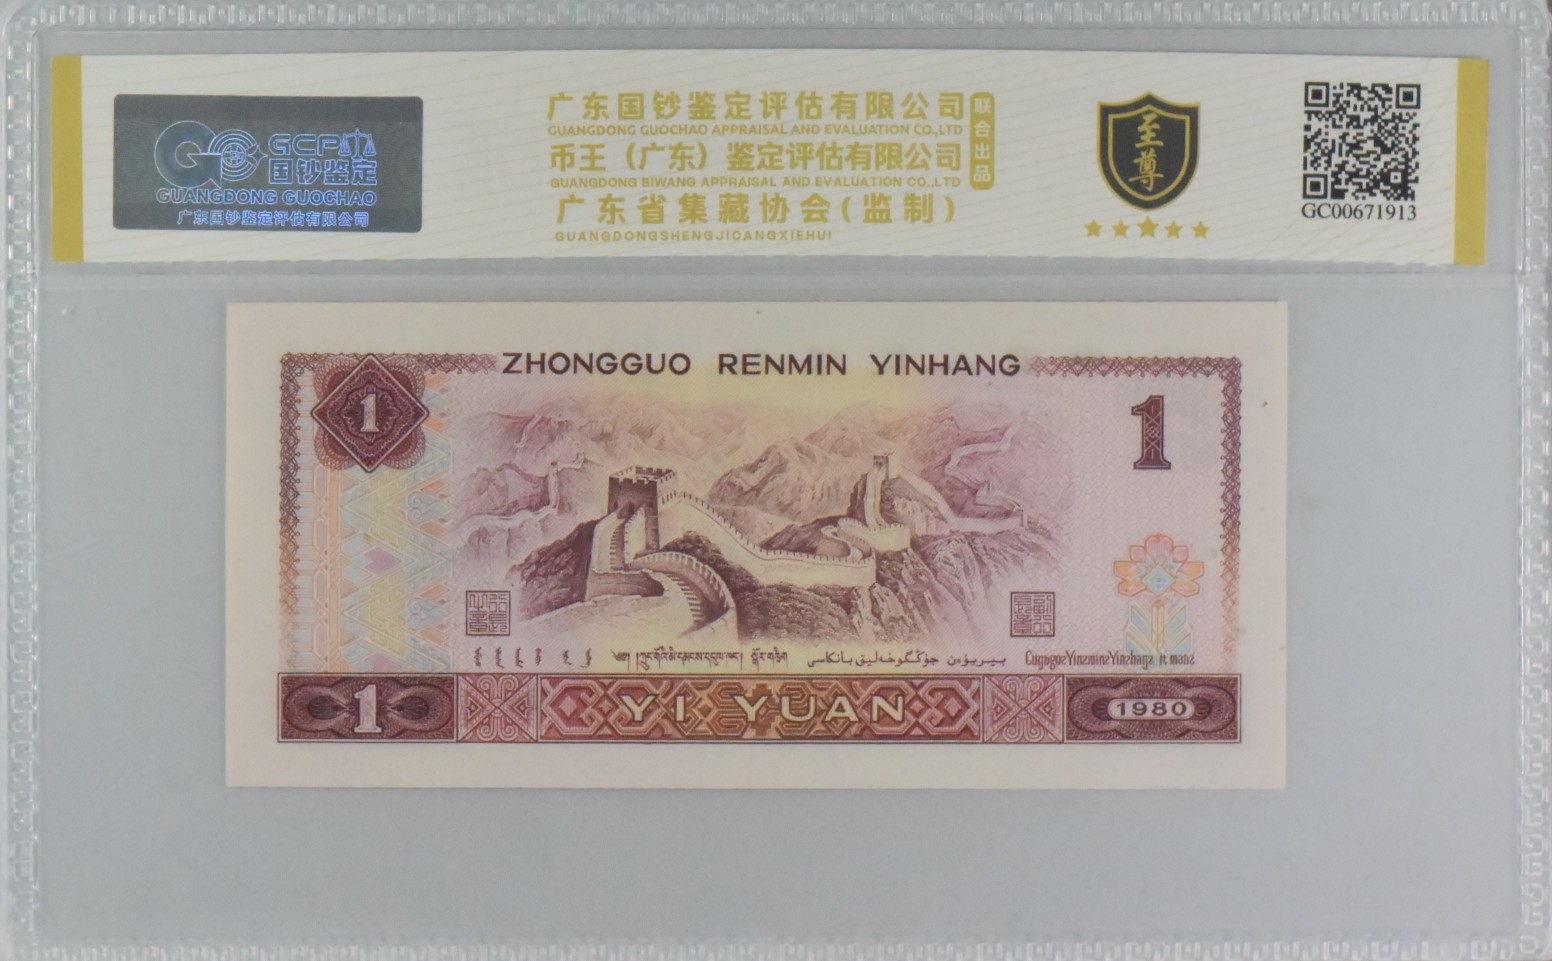 GCP
国钞鉴定
GUANGDONG GUOCHAO
广东国钞鉴定评估有限公司
广东国钞鉴定评估有限公司
GUANGDONG GUOCHAO APPRAISAL AND EVALUATION CO.,LTD
币王（广东）鉴定评估有限公司
GUANGDONG BIWANG APPRAISAL AND EVALUATION CO.,LTD
联合出品
广东省集藏协会(监制)
GUANGDONGSHENGJICANGXIEHUI
至尊
GC00671913
ZHONGGUO RENMIN YINHANG
1
1
1
YI YUAN
1980